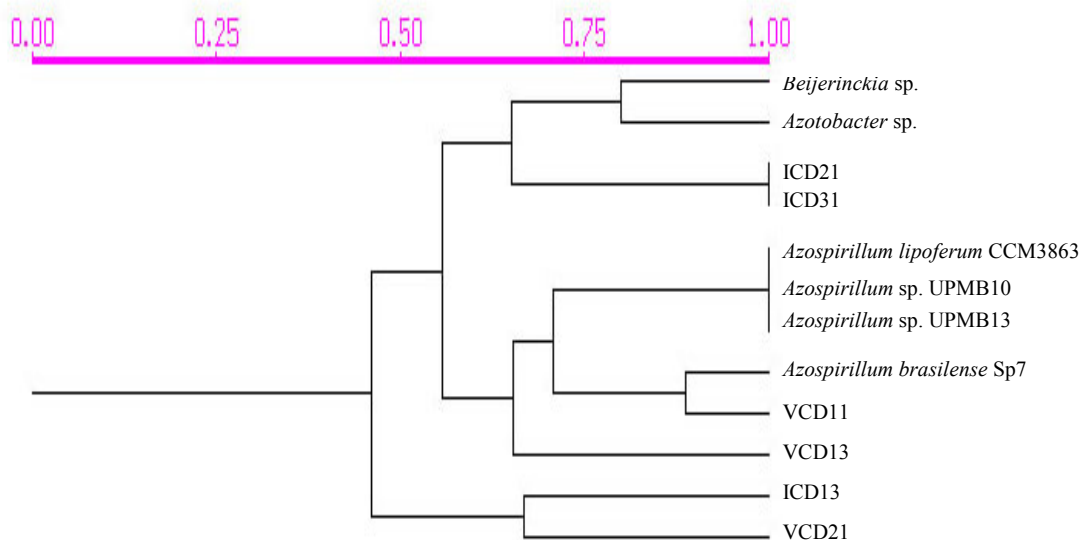 0.00 0.25 0.50 0.75 1.00
Beijerinckia sp.
Azotobacter sp.
ICD21
ICD31
Azospirillum lipoferum CCM3863
Azospirillum sp. UPMB10
Azospirillum sp. UPMB13
Azospirillum brasilense Sp7
VCD11
VCD13
ICD13
VCD21